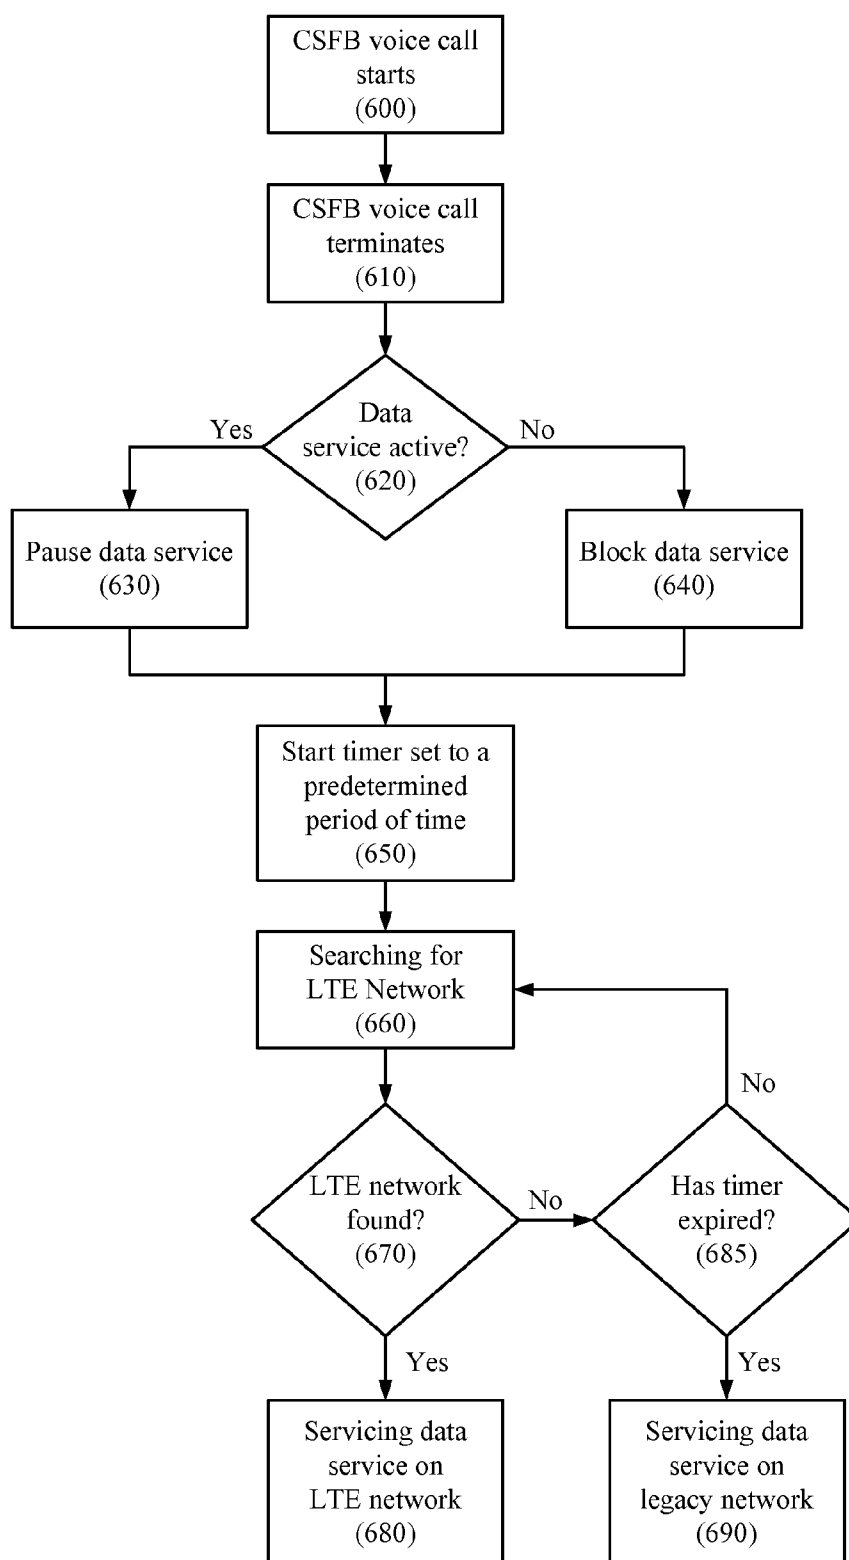 CSFB voice call
starts
(600)
CSFB voice call
terminates
(610)
Data
service active?
(620)
Yes
No
Pause data service
(630)
Block data service
(640)
Start timer set to a
predetermined
period of time
(650)
Searching for
LTE Network
(660)
No
LTE network
found?
(670)
No
Has timer
expired?
(685)
Yes
Yes
Servicing data
service on
LTE network
(680)
Servicing data
service on
legacy network
(690)